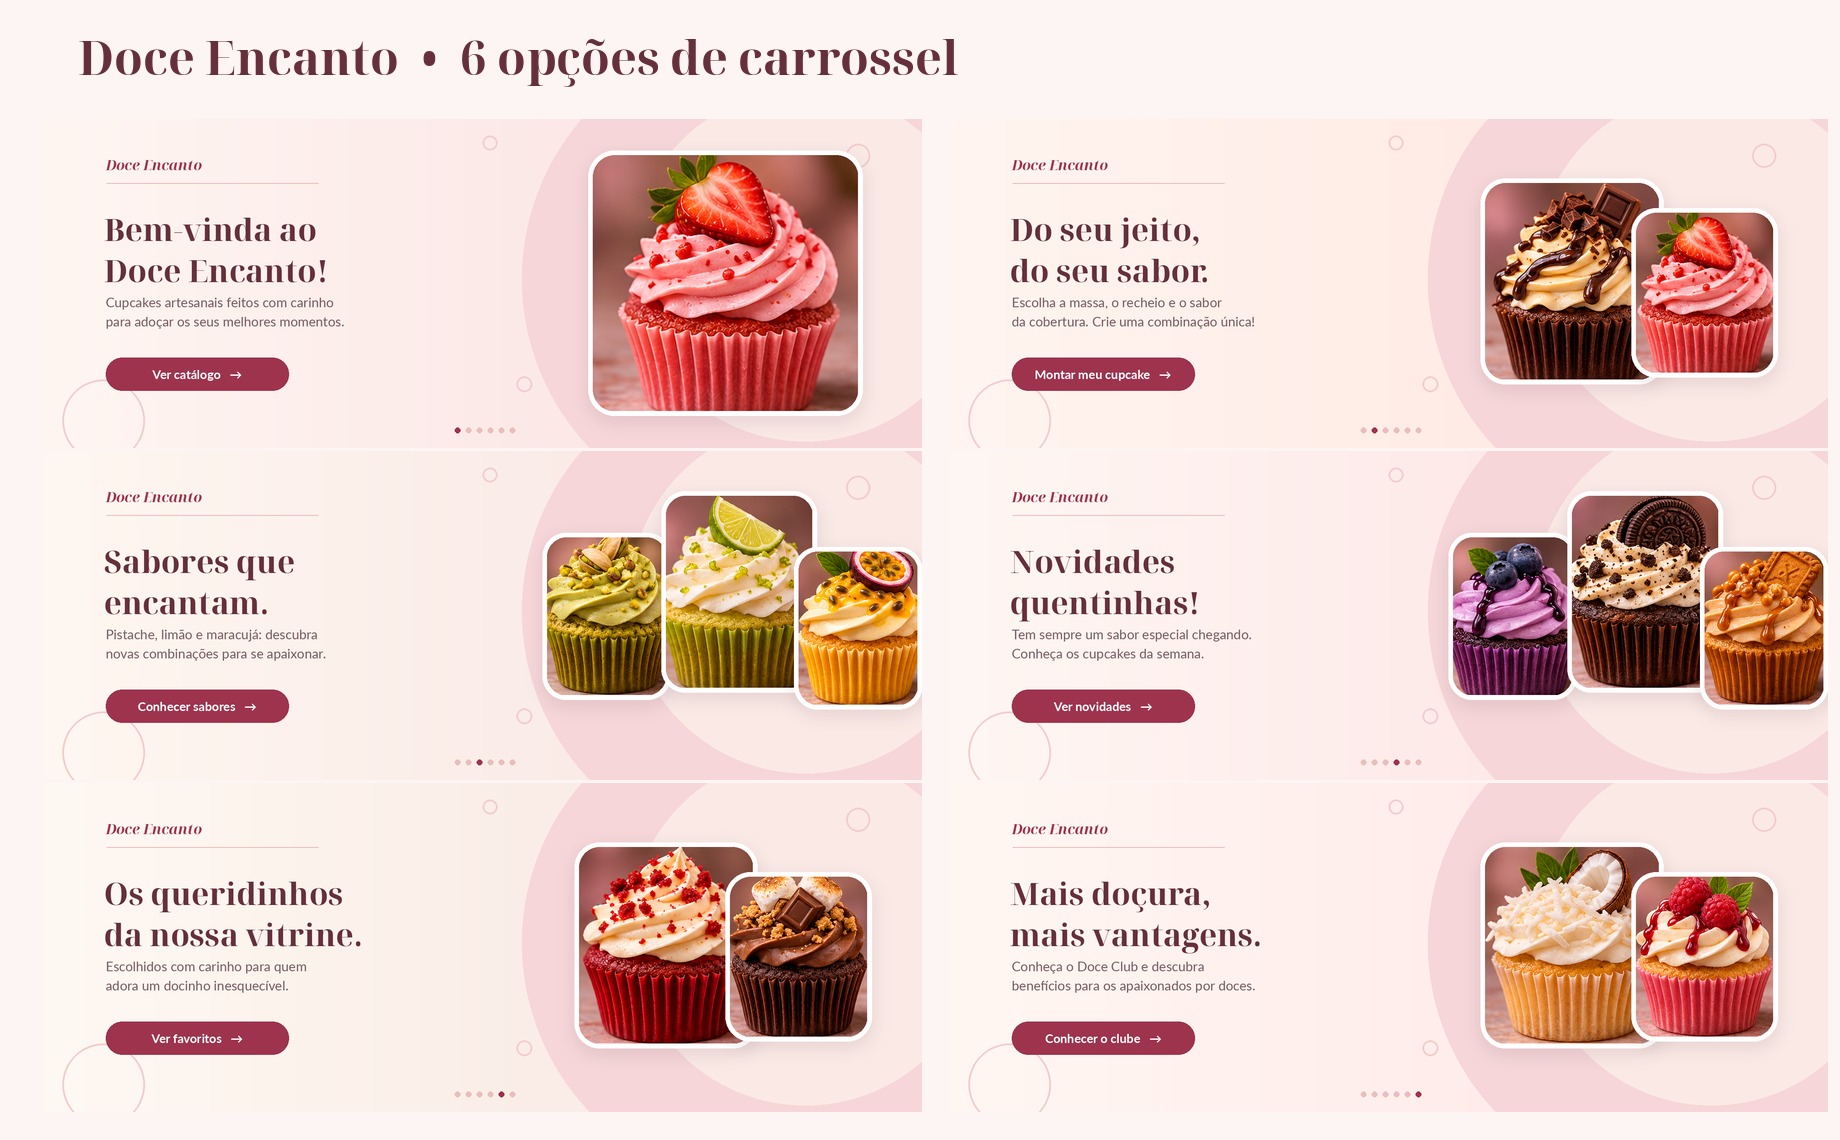 Doce Encanto • 6 opções de carrossel
Doce Encanto
Bem-vinda ao
Doce Encanto!
Cupcakes artesanais feitos com carinho
para adoçar os seus melhores momentos.
Ver catálogo →
Doce Encanto
Do seu jeito,
do seu sabor.
Escolha a massa, o recheio e o sabor
da cobertura. Crie uma combinação única!
Montar meu cupcake →
Doce Encanto
Sabores que
encantam.
Pistache, limão e maracujá: descubra
novas combinações para se apaixonar.
Conhecer sabores →
Doce Encanto
Novidades
quentinhas!
Tem sempre um sabor especial chegando.
Conheça os cupcakes da semana.
Ver novidades →
Doce Encanto
Os queridinhos
da nossa vitrine.
Escolhidos com carinho para quem
adora um docinho inesquecível.
Ver favoritos →
Doce Encanto
Mais doçura,
mais vantagens.
Conheça o Doce Club e descubra
benefícios para os apaixonados por doces.
Conhecer o clube →